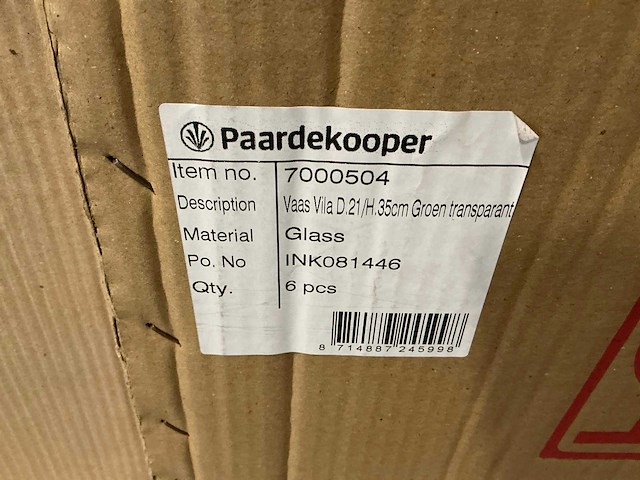 Paardekooper
Item no. 7000504
Description Vaas Vila D.21/H.35cm Groen transparant
Material Glass
Po. No INK081446
Qty. 6 pcs
8 714887 245998